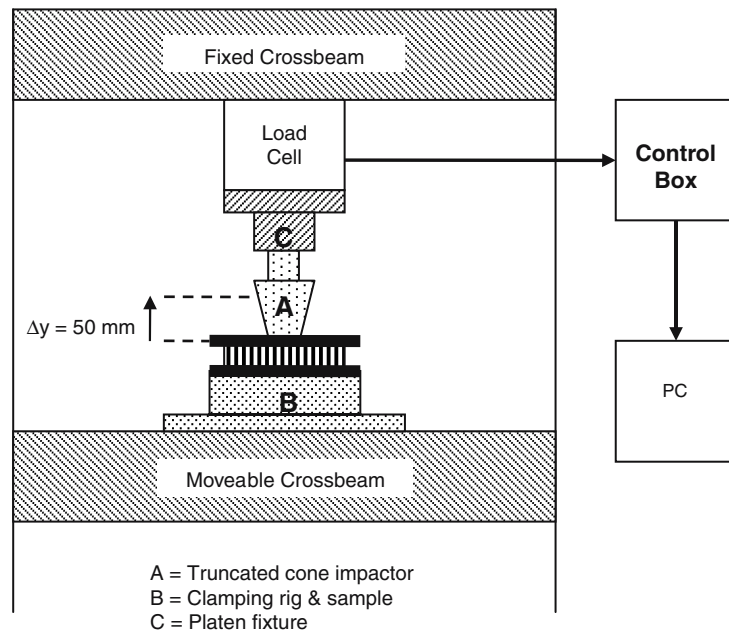 Fixed Crossbeam
Load
Cell
Control
Box
C
A
Δy = 50 mm
PC
B
Moveable Crossbeam
A = Truncated cone impactor
B = Clamping rig & sample
C = Platen fixture